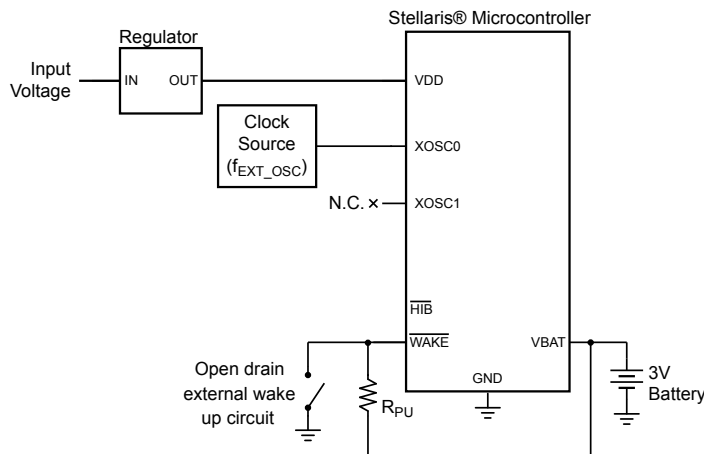 Stellaris® Microcontroller
Regulator
Input
Voltage
IN
OUT
VDD
Clock
Source
(fEXT_OSC)
XOSC0
N.C.
XOSC1
HIB
WAKE
VBAT
Open drain
external wake
up circuit
RPU
GND
3V
Battery